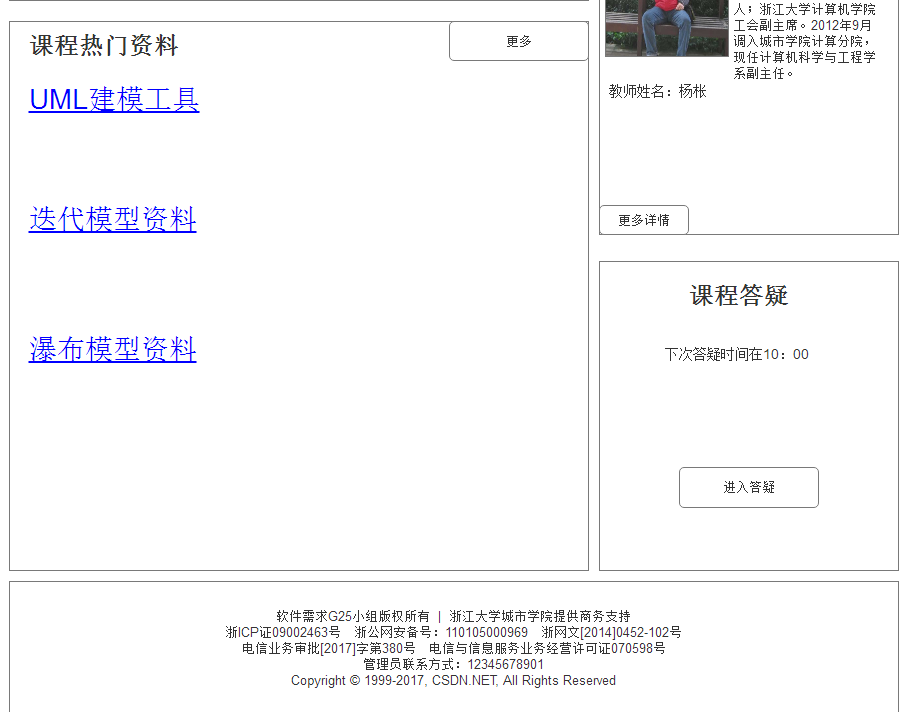 课程热门资料
更多
UML建模工具
迭代模型资料
瀑布模型资料
人；浙江大学计算机学院
工会副主席。2012年9月
调入城市学院计算分院，
现任计算机科学与工程学
系副主任。
教师姓名：杨枨
更多详情
课程答疑
下次答疑时间在10：00
进入答疑
软件需求G25小组版权所有 | 浙江大学城市学院提供商务支持
浙ICP证09002463号 浙公网安备号：110105000969 浙网文[2014]0452-102号
电信业务审批[2017]字第380号 电信与信息服务业务经营许可证070598号
管理员联系方式：12345678901
Copyright © 1999-2017, CSDN.NET, All Rights Reserved